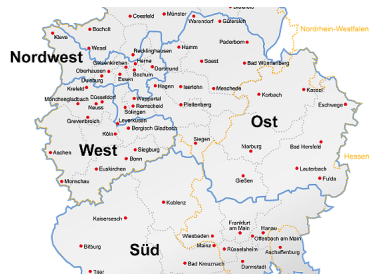 Coesfeld
Münster
Warendorf
Gütersloh
Bocholt
Kleve
Nordrhein-Westfalen
Paderborn
Wesel
Recklinghausen
Hamm
Nordwest
Gelsenkirchen
Herne
Soest
Bad Wünnenberg
Oberhausen
Dortmund
Duisburg
Essen
Bochum
Krefeld
Hagen
Iserlohn
Meschede
Kassel
Korbach
Düsseldorf
Mönchengladbach
Neuss
Wuppertal
Remscheid
Solingen
Plettenberg
Eschwege
Grevenbroich
Leverkusen
Ost
Köln
Bergisch Gladbach
Siegen
Bad Hersfeld
Aachen
West
Siegburg
Marburg
Hessen
Bonn
Euskirchen
Lauterbach
Monschau
Gießen
Fulda
Koblenz
Kaisersesch
Frankfurt
am Main
Hanau
Wiesbaden
Offenbach am Main
Bitburg
Süd
Mainz
Rüsselsheim
Aschaffenburg
Bad Kreuznach
Darmstadt
Trier